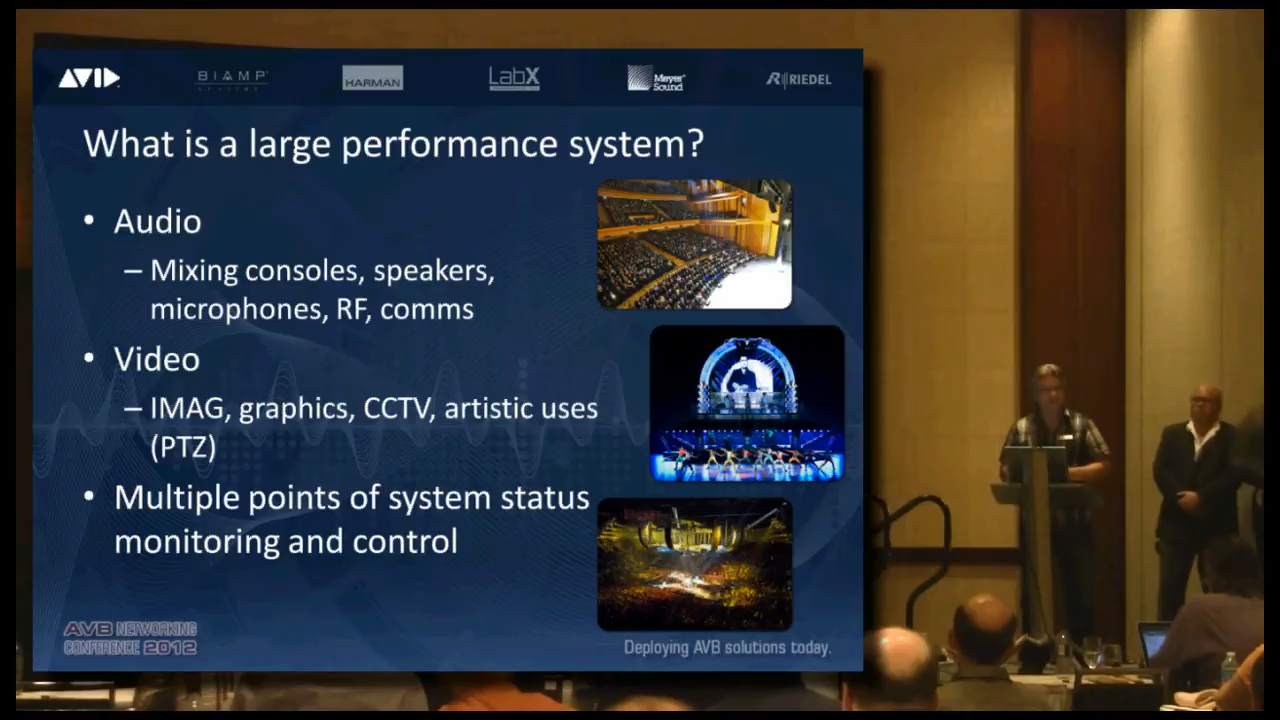 AVID
BIAMP
SYSTEMS
HARMAN
LabX
Meyer
Sound
RIEDEL
What is a large performance system?
• Audio
– Mixing consoles, speakers,
microphones, RF, comms
• Video
– IMAG, graphics, CCTV, artistic uses
(PTZ)
• Multiple points of system status
monitoring and control
AVB NETWORKING
CONFERENCE 2012
Deploying AVB solutions today.